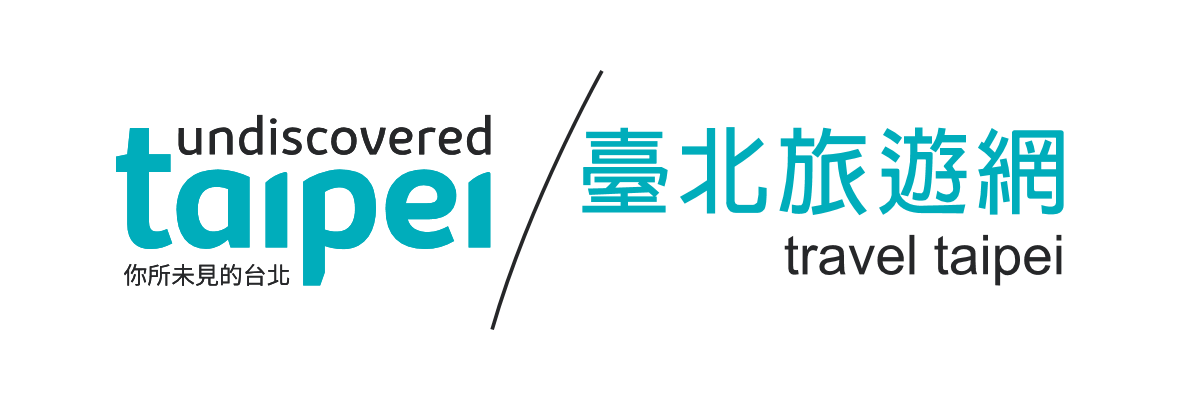 undiscovered
taipei
你所未見的台北
臺北旅遊網
travel taipei